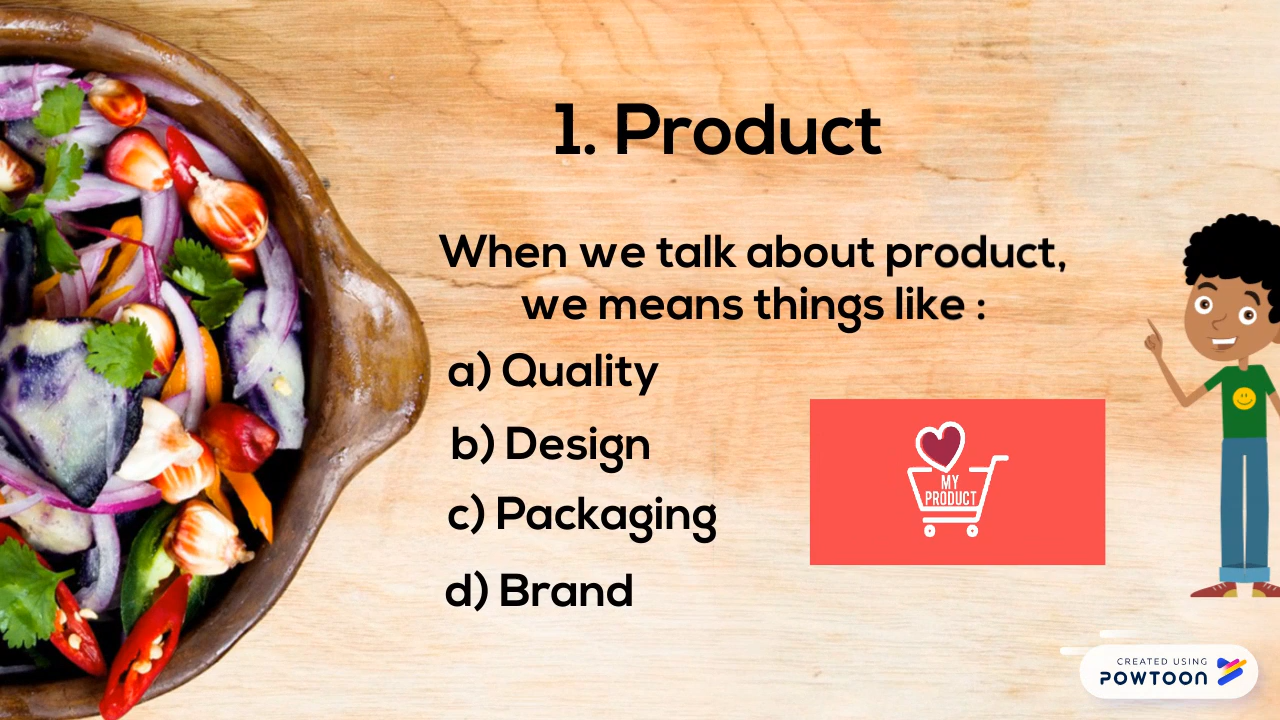 1. Product
When we talk about product,
we means things like :
a) Quality
b) Design
c) Packaging
d) Brand
MY
PRODUCT
CREATED USING
POWTOON